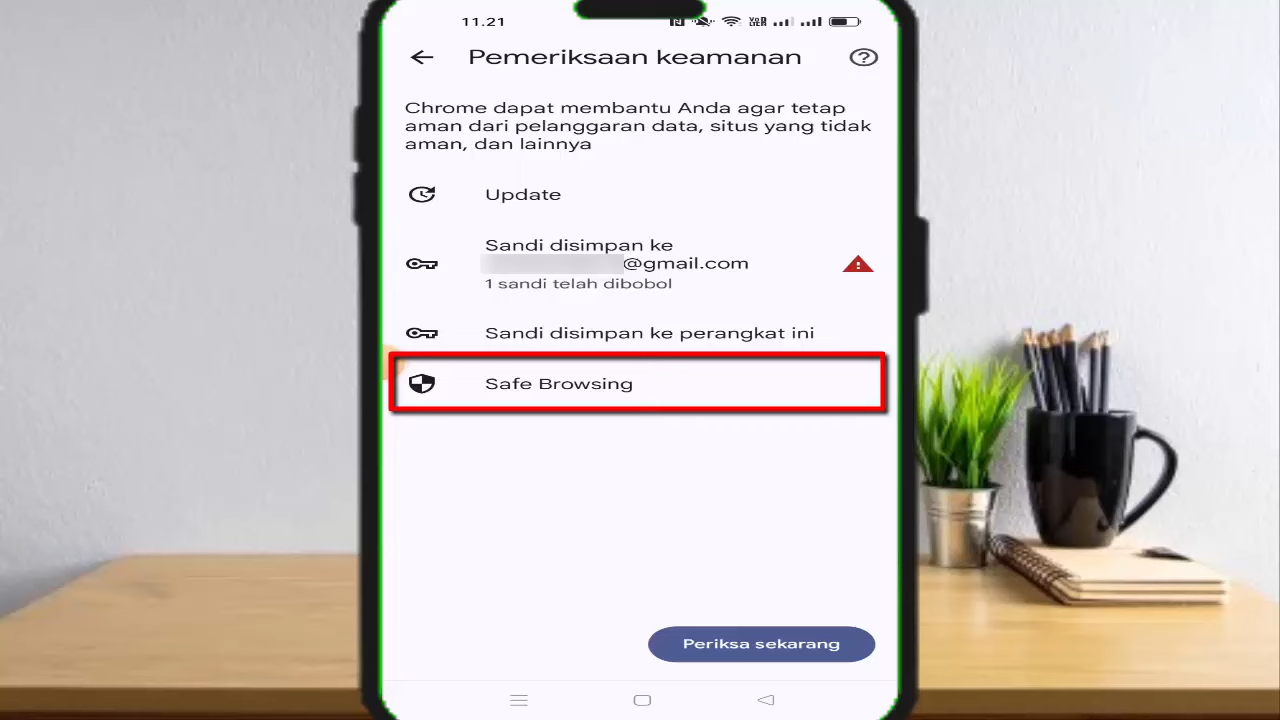 11.21
Pemeriksaan keamanan
Chrome dapat membantu Anda agar tetap
aman dari pelanggaran data, situs yang tidak
aman, dan lainnya
Update
Sandi disimpan ke
@gmail.com
1 sandi telah dibobol
Sandi disimpan ke perangkat ini
Safe Browsing
Periksa sekarang